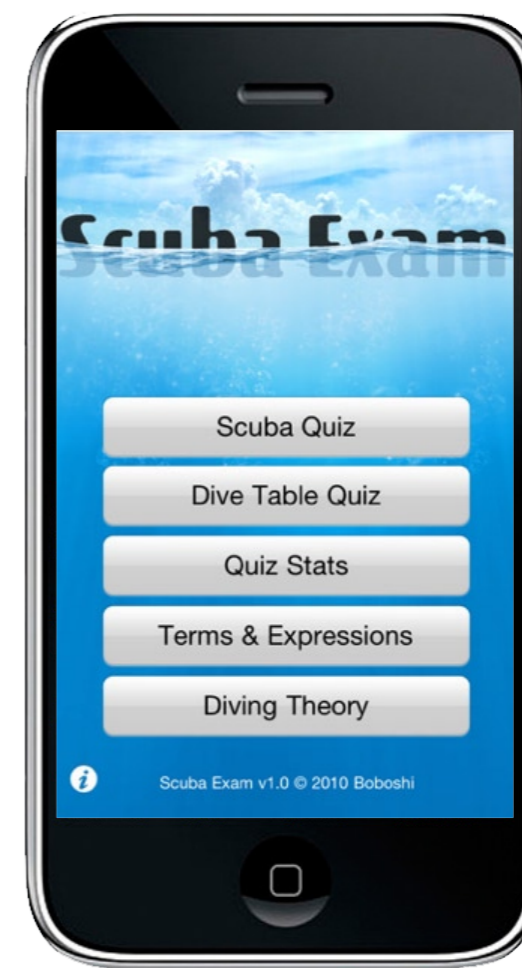 Scuba Exam
Scuba Quiz
Dive Table Quiz
Quiz Stats
Terms & Expressions
Diving Theory
i
Scuba Exam v1.0 © 2010 Boboshi